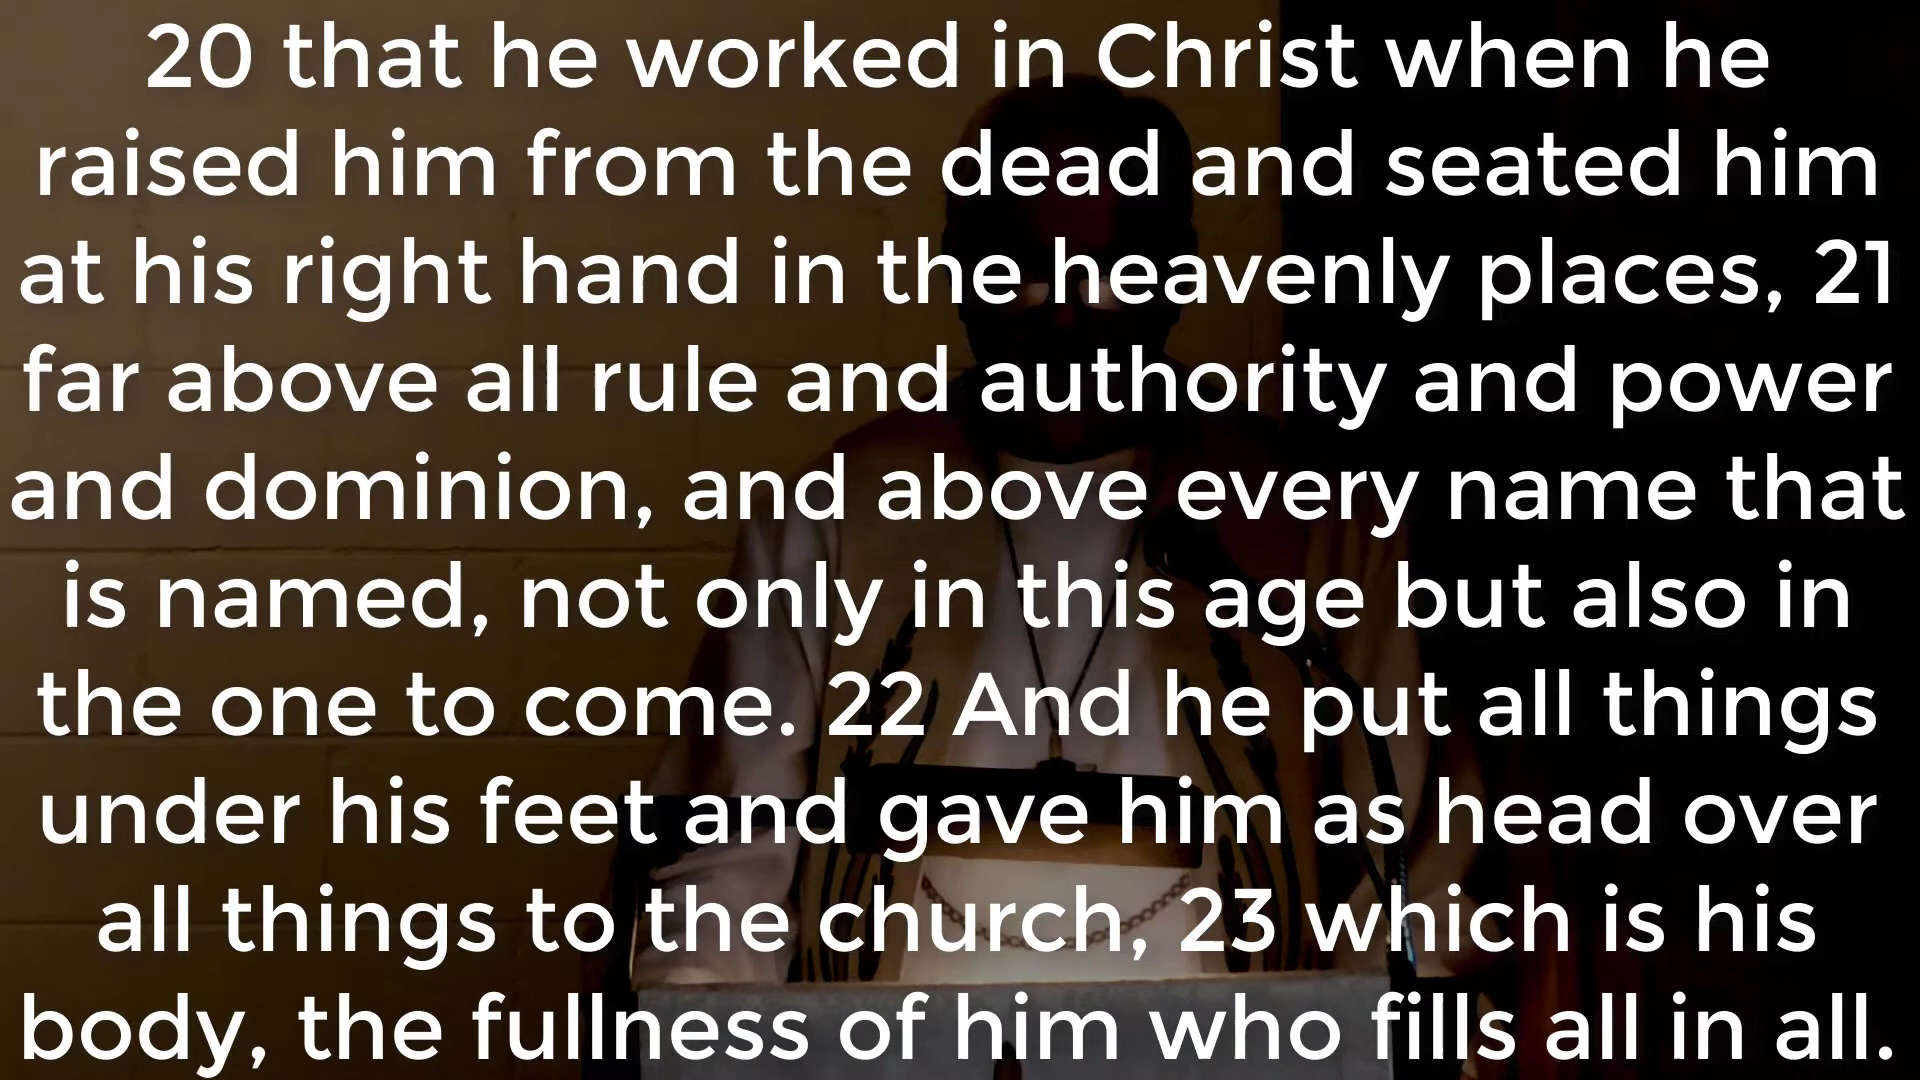 20 that he worked in Christ when he
raised him from the dead and seated him
at his right hand in the heavenly places, 21
far above all rule and authority and power
and dominion, and above every name that
is named, not only in this age but also in
the one to come. 22 And he put all things
under his feet and gave him as head over
all things to the church, 23 which is his
body, the fullness of him who fills all in all.